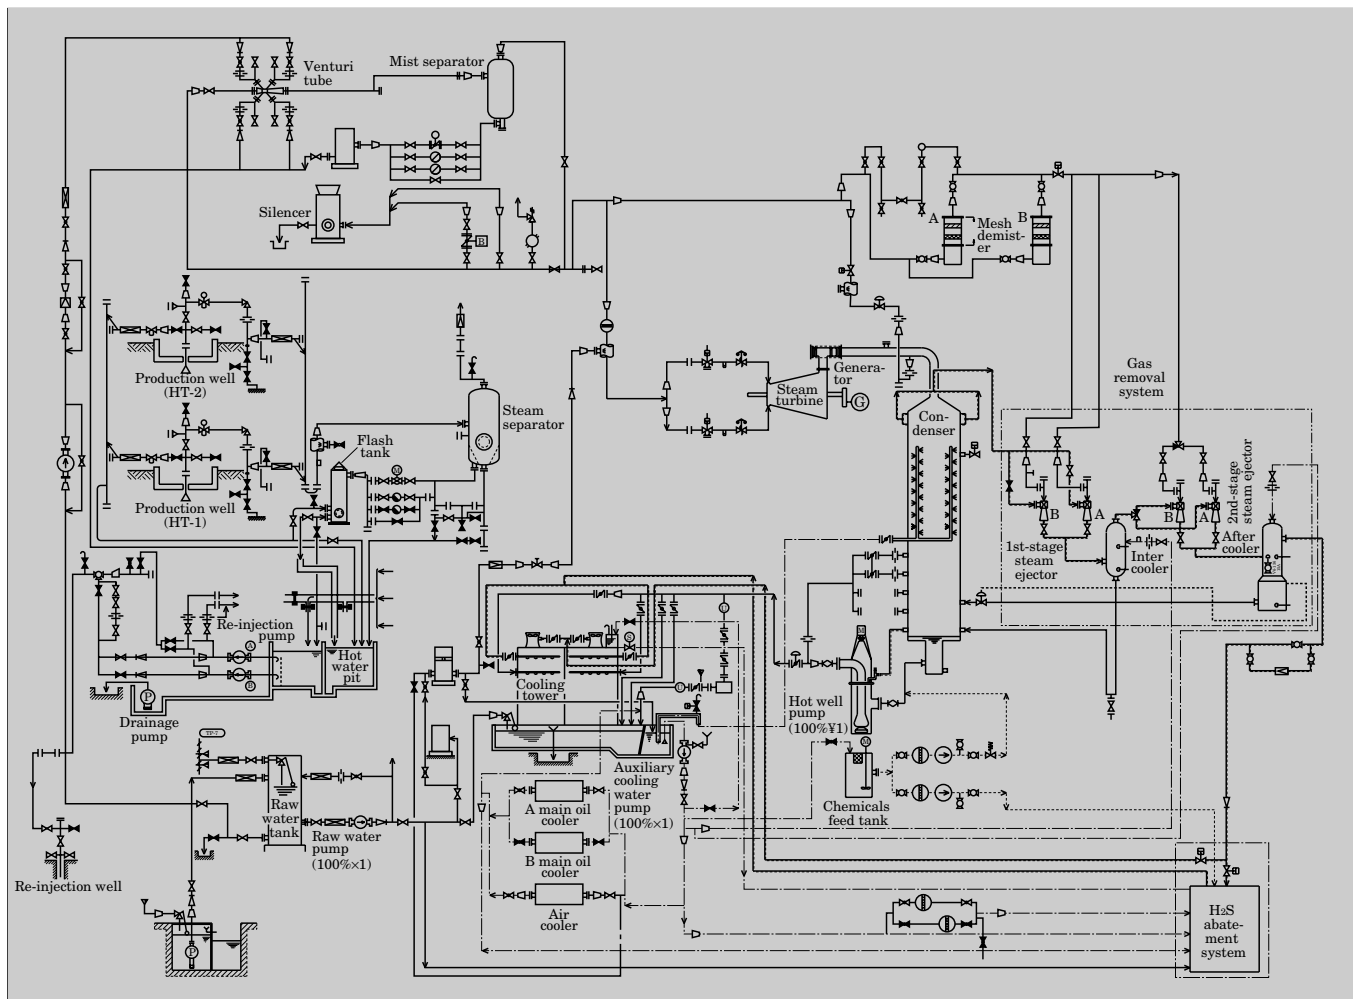 Venturi
tube
Mist separator
Silencer
B
A
Mesh
demist-
er
B
Production well
(HT-2)
Genera-
tor
Steam
turbine
G
Gas
removal
system
Steam
separator
Con-
denser
Flash
tank
M
Production well
(HT-1)
2nd-stage
steam ejector
B
A
B
A
1st-stage
steam
ejector
Inter
cooler
After
cooler
Re-injection
pump
A
B
Hot
water
pit
P
Drainage
pump
U
S
U
Cooling
tower
M
Hot well
pump
(100%¥1)
M
TP-7
Raw
water
tank
Raw water
pump
(100%×1)
Auxiliary
cooling
water
pump
(100%×1)
A main oil
cooler
B main oil
cooler
Air
cooler
Chemicals
feed tank
Re-injection well
P
H2S
abate-
ment
system